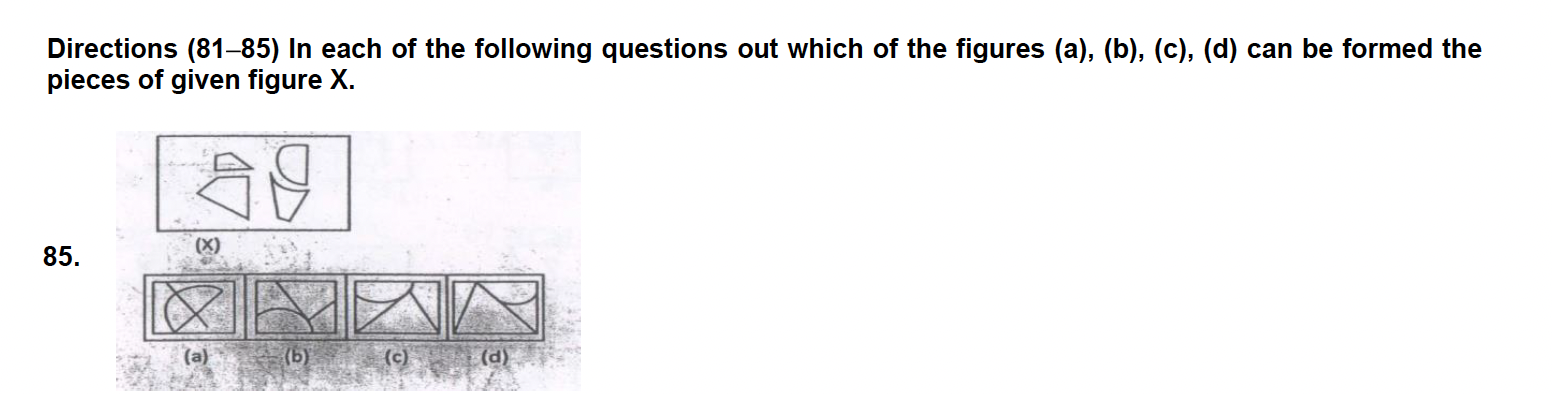 Directions (81–85) In each of the following questions out which of the figures (a), (b), (c), (d) can be formed the
pieces of given figure X.
85.
(X)
(a) (b) (c) (d)